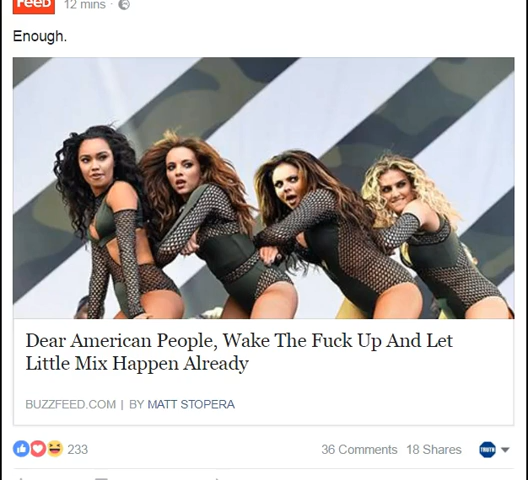 Feed
12 mins ·
Enough.
Dear American People, Wake The Fuck Up And Let
Little Mix Happen Already
BUZZFEED.COM | BY MATT STOPERA
233
36 Comments 18 Shares
TRUTH